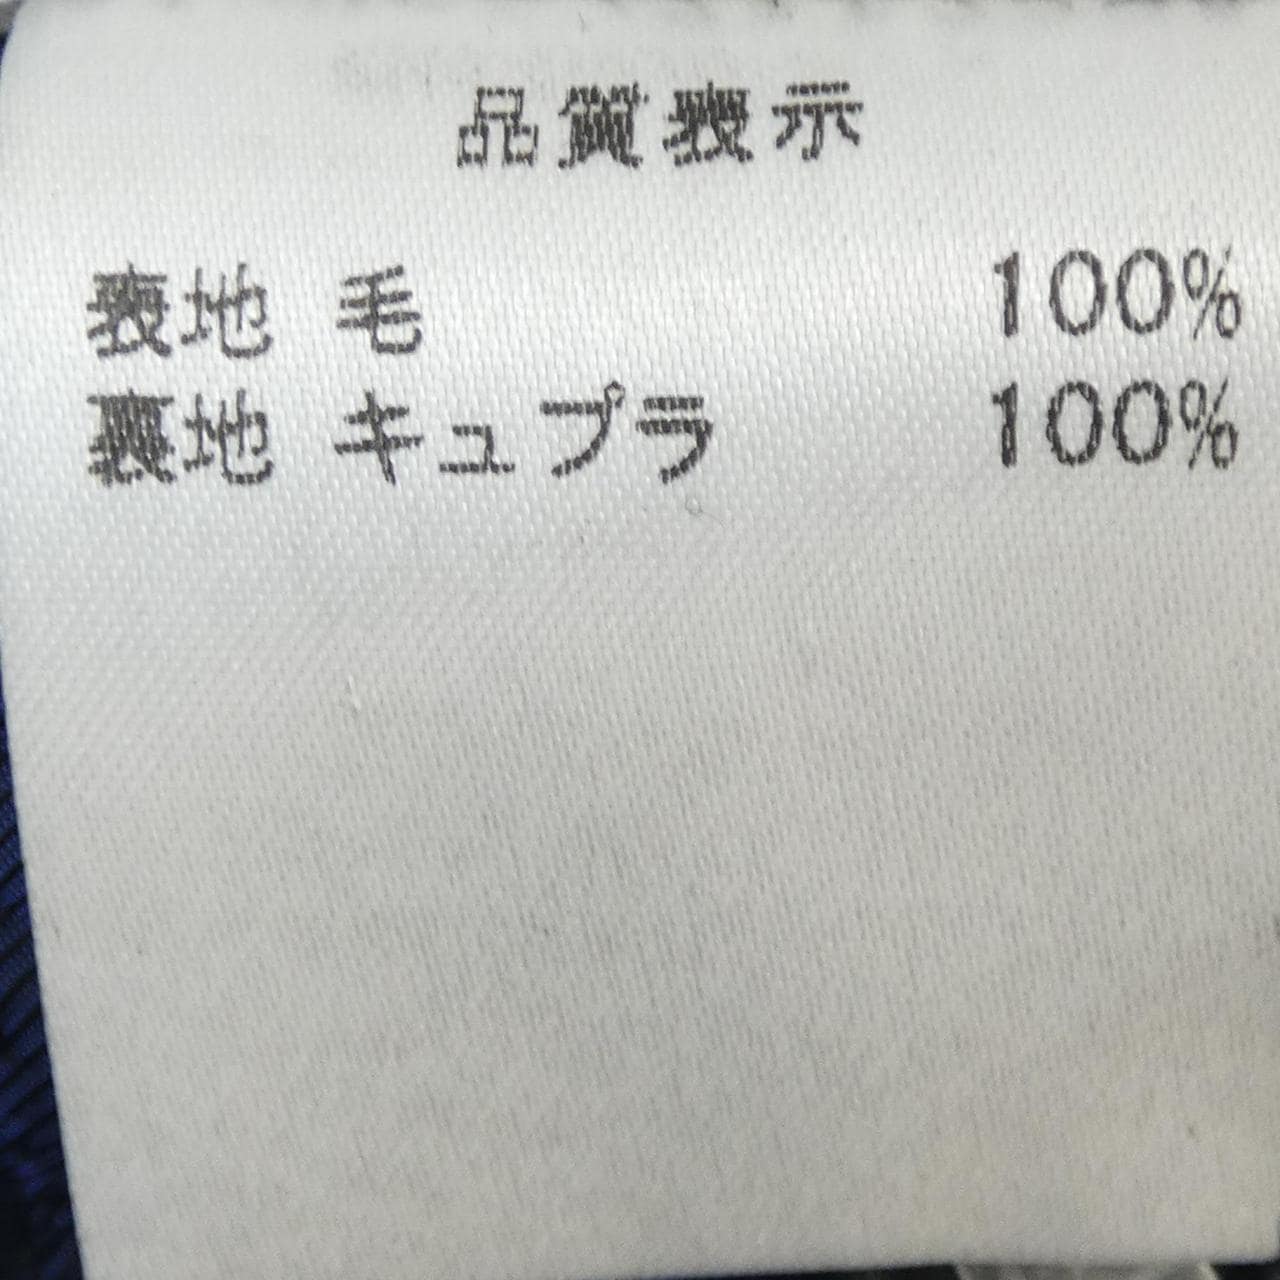 品質表示
表地 毛 100%
裏地 キュプラ 100%